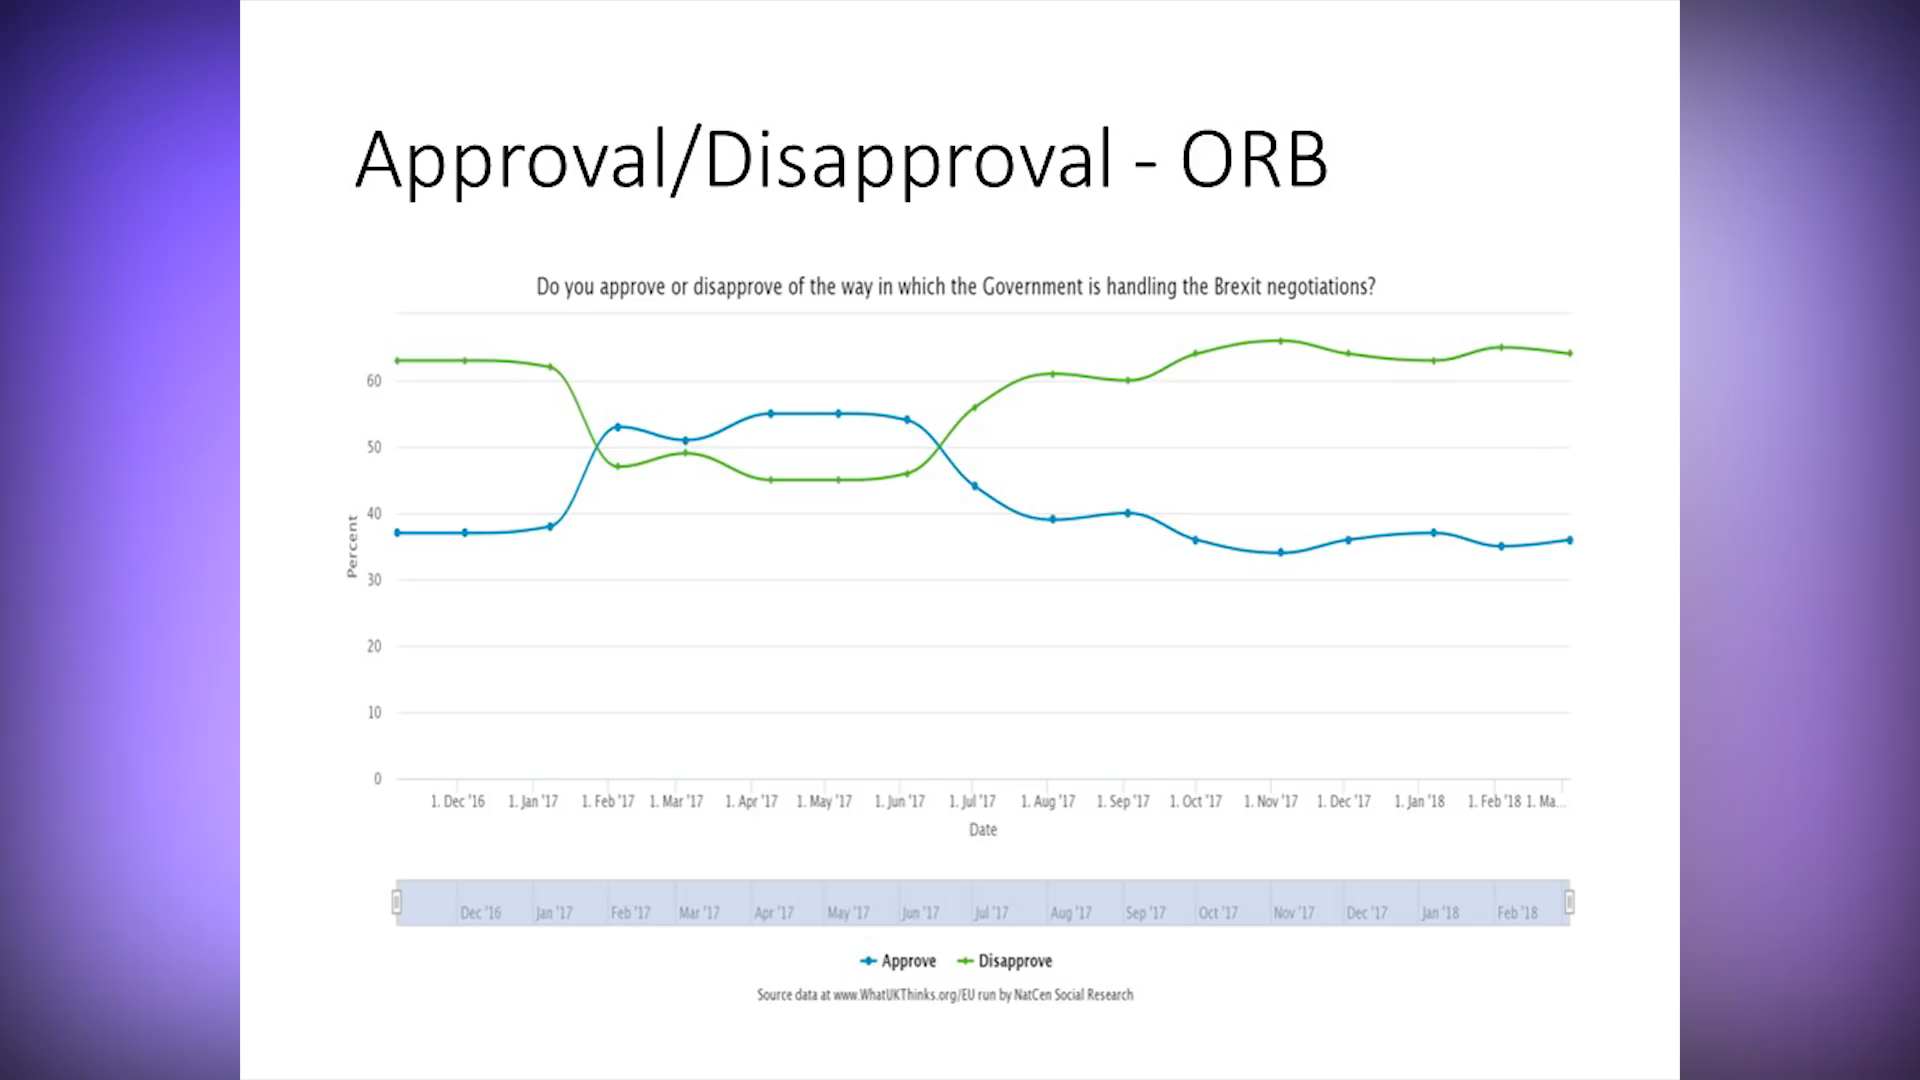 Approval/Disapproval - ORB
Do you approve or disapprove of the way in which the Government is handling the Brexit negotiations?
60
50
40
30
20
10
0
Percent
1. Dec '16 1. Jan '17 1. Feb '17 1. Mar '17 1. Apr '17 1. May '17 1. Jun '17 1. Jul '17 1. Aug '17 1. Sep '17 1. Oct '17 1. Nov '17 1. Dec '17 1. Jan '18 1. Feb '18 1. Ma...
Date
Dec '16 Jan '17 Feb '17 Mar '17 Apr '17 May '17 Jun '17 Jul '17 Aug '17 Sep '17 Oct '17 Nov '17 Dec '17 Jan '18 Feb '18
Approve Disapprove
Source data at www.WhatUKThinks.org/EU run by NatCen Social Research